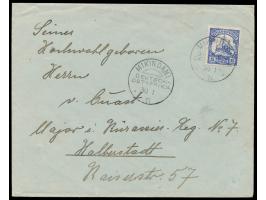 Seiner
Hochwohlgeboren
Herrn
v. Quast
Major i. Kürassier-Reg. No 7
Halberstadt
Kaiserstr. 57
MIKINDANI